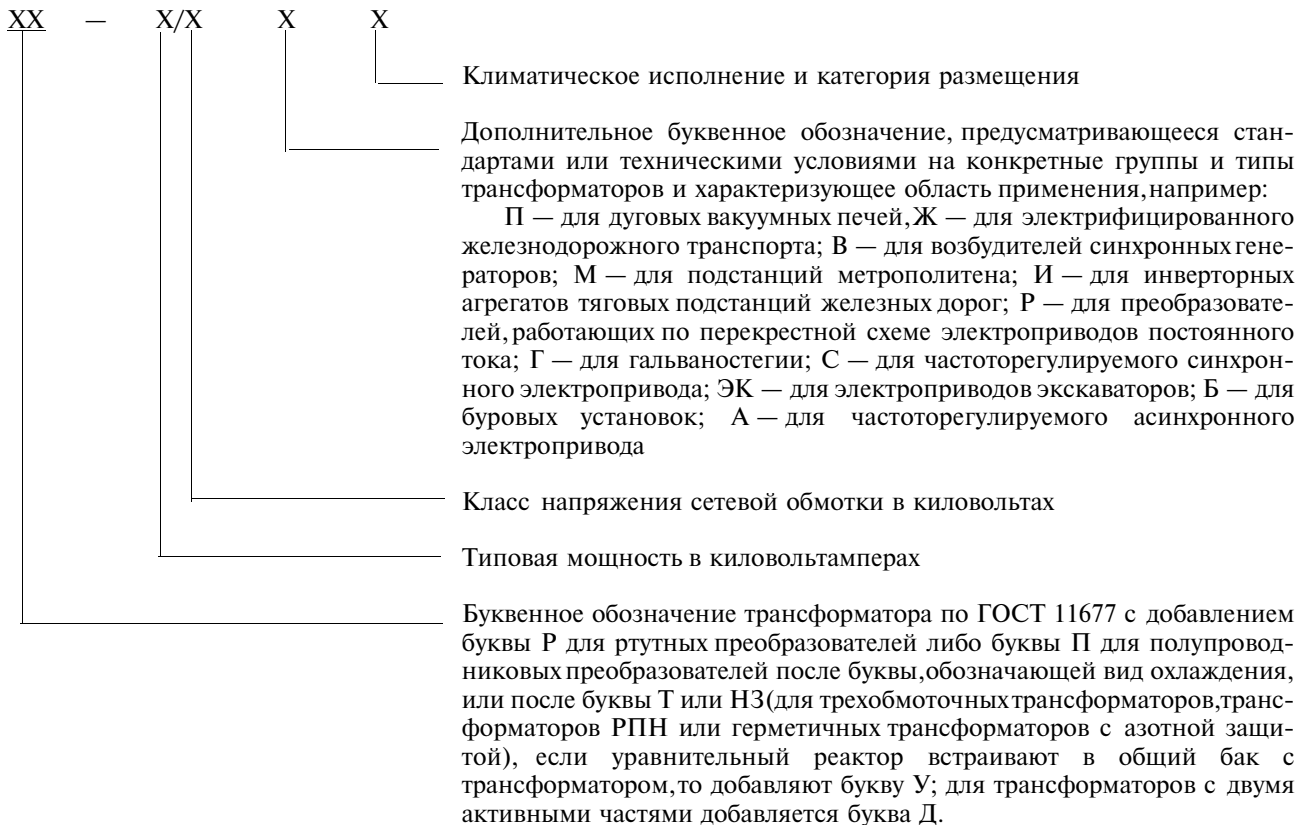 XX — X/X X X
Климатическое исполнение и категория размещения
Дополнительное буквенное обозначение, предусматривающееся стан-
дартами или техническими условиями на конкретные группы и типы
трансформаторов и характеризующее область применения,например:
П — для дуговых вакуумных печей,Ж — для электрифицированного
железнодорожного транспорта; В — для возбудителей синхронных гене-
раторов; М — для подстанций метрополитена; И — для инверторных
агрегатов тяговых подстанций железных дорог; Р — для преобразовате-
лей, работающих по перекрестной схеме электроприводов постоянного
тока; Г — для гальваностегии; С — для частоторегулируемого синхрон-
ного электропривода; ЭК — для электроприводов экскаваторов; Б — для
буровых установок; А — для частоторегулируемого асинхронного
электропривода
Класс напряжения сетевой обмотки в киловольтах
Типовая мощность в киловольтамперах
Буквенное обозначение трансформатора по ГОСТ 11677 с добавлением
буквы Р для ртутных преобразователей либо буквы П для полупровод-
никовых преобразователей после буквы,обозначающей вид охлаждения,
или после буквы Т или НЗ(для трехобмоточных трансформаторов,транс-
форматоров РПН или герметичных трансформаторов с азотной защи-
той), если уравнительный реактор встраивают в общий бак с
трансформатором,то добавляют букву У; для трансформаторов с двумя
активными частями добавляется буква Д.